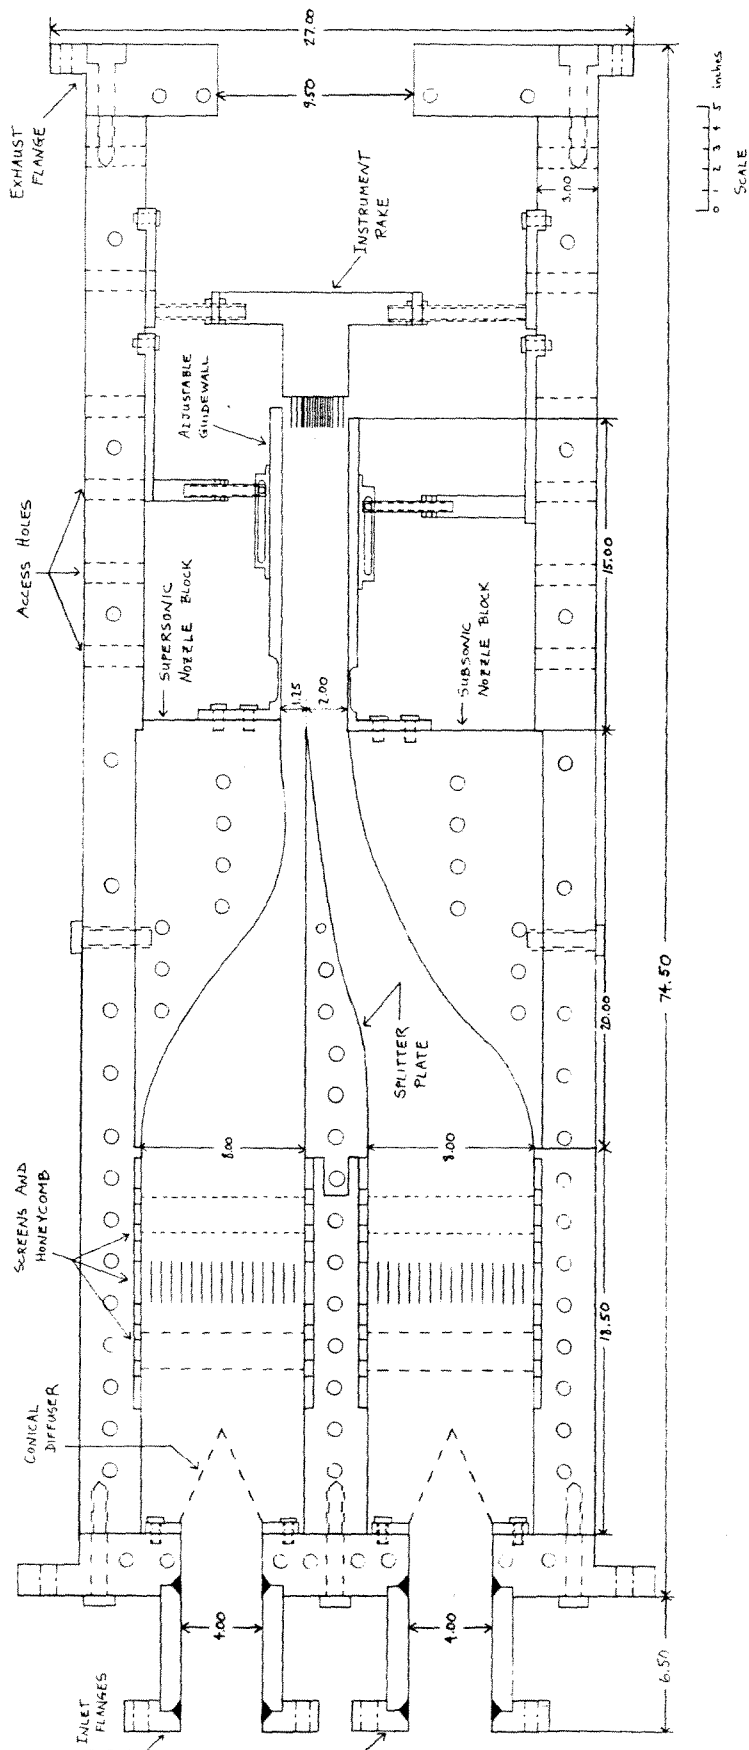 27.00
EXHAUST
FLANGE
9.50
0 1 2 3 4 5 inches
SCALE
3.00
INSTRUMENT
RAKE
ADJUSTABLE
GUIDEWALL
ACCESS HOLES
15.00
SUPERSONIC
NOZZLE BLOCK
SUBSONIC
NOZZLE BLOCK
1.25
2.00
74.50
20.00
SPLITTER
PLATE
8.00
8.00
SCREENS AND
HONEYCOMB
18.50
CONICAL
DIFFUSER
4.00
4.00
6.50
INLET
FLANGES